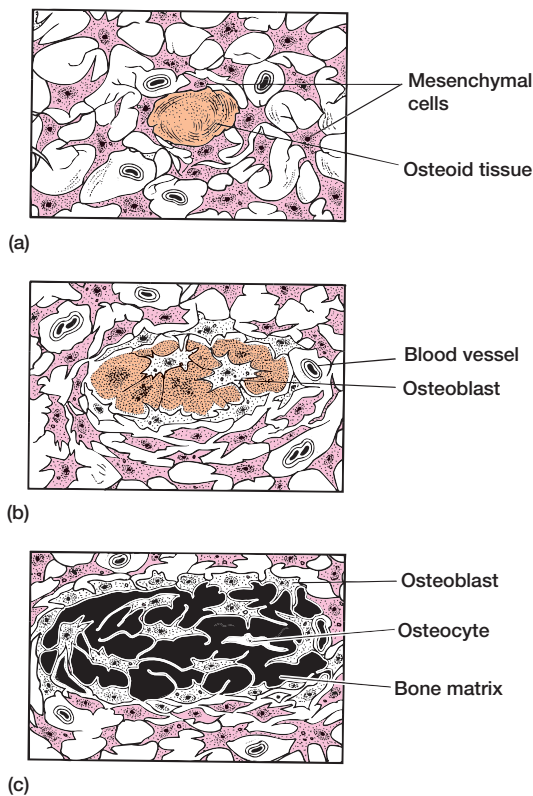 Mesenchymal
cells
Osteoid tissue
(a)
Blood vessel
Osteoblast
(b)
Osteoblast
Osteocyte
Bone matrix
(c)